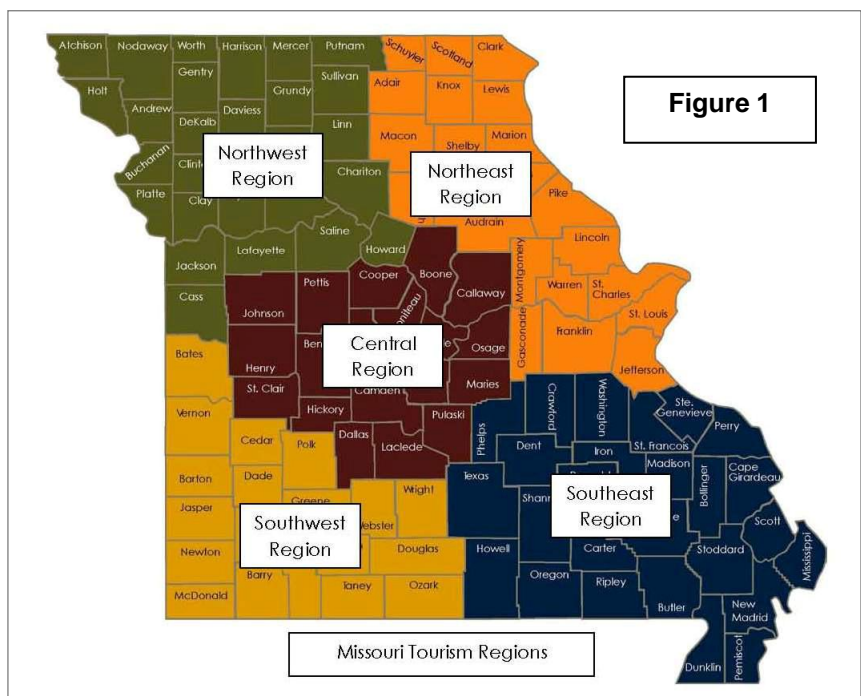 Figure 1
Atchison
Nodaway
Worth
Harrison
Mercer
Putnam
Schuyler
Scotland
Clark
Holt
Gentry
Sullivan
Adair
Knox
Lewis
Andrew
DeKalb
Daviess
Grundy
Linn
Macon
Shelby
Marion
Buchanan
Northwest
Region
Chariton
Northeast
Region
Platte
Clay
Audrain
Pike
Lafayette
Saline
Howard
Lincoln
Jackson
Cass
Johnson
Pettis
Cooper
Boone
Callaway
Montgomery
Warren
St.
Charles
St. Louis
Central
Region
Osage
Gasconade
Franklin
Jefferson
Bates
Henry
St. Clair
Camden
Maries
Vernon
Hickory
Pulaski
Phelps
Crawford
Washington
Ste.
Genevieve
Perry
Cedar
Polk
Dallas
Laclede
Dent
Iron
St. Francois
Madison
Bollinger
Cape
Girardeau
Barton
Dade
Texas
Southeast
Region
Jasper
Greene
Wright
Southwest
Region
Scott
Mississippi
Newton
Douglas
Howell
Carter
Stoddard
McDonald
Barry
Taney
Ozark
Oregon
Ripley
Butler
New
Madrid
Dunklin
Pemiscot
Missouri Tourism Regions